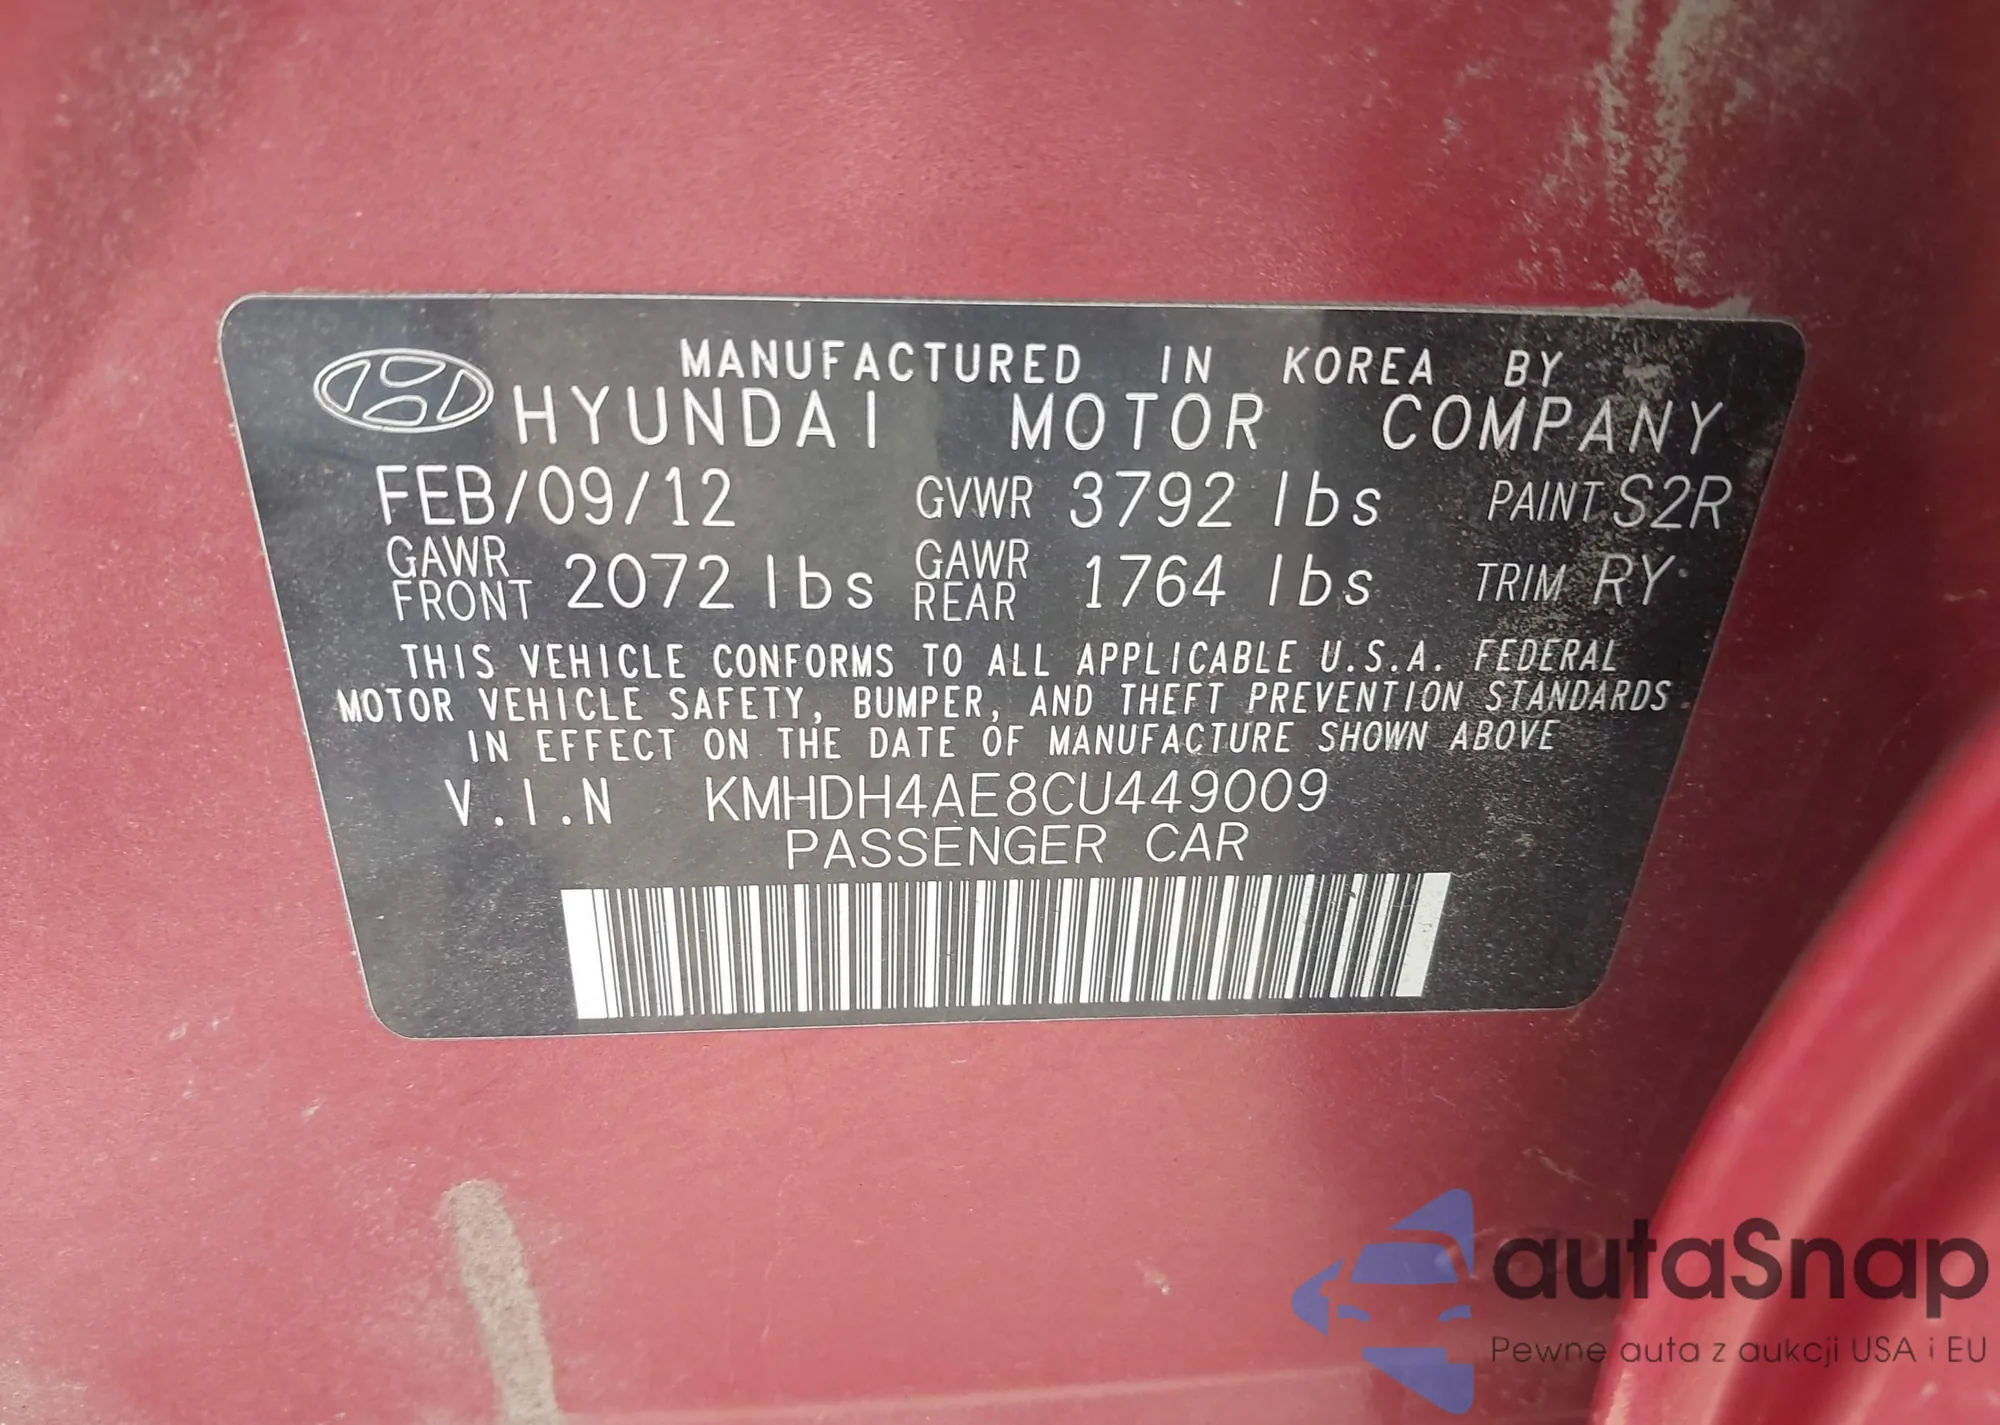 MANUFACTURED IN KOREA BY
HYUNDAI MOTOR COMPANY
FEB/09/12 GVWR 3792 lbs PAINT S2R
GAWR FRONT 2072 lbs GAWR REAR 1764 lbs TRIM RY
THIS VEHICLE CONFORMS TO ALL APPLICABLE U.S.A. FEDERAL
MOTOR VEHICLE SAFETY, BUMPER, AND THEFT PREVENTION STANDARDS
IN EFFECT ON THE DATE OF MANUFACTURE SHOWN ABOVE
V.I.N KMHDH4AE8CU449009
PASSENGER CAR
autaSnap
Pewne auta z aukcji USA i EU